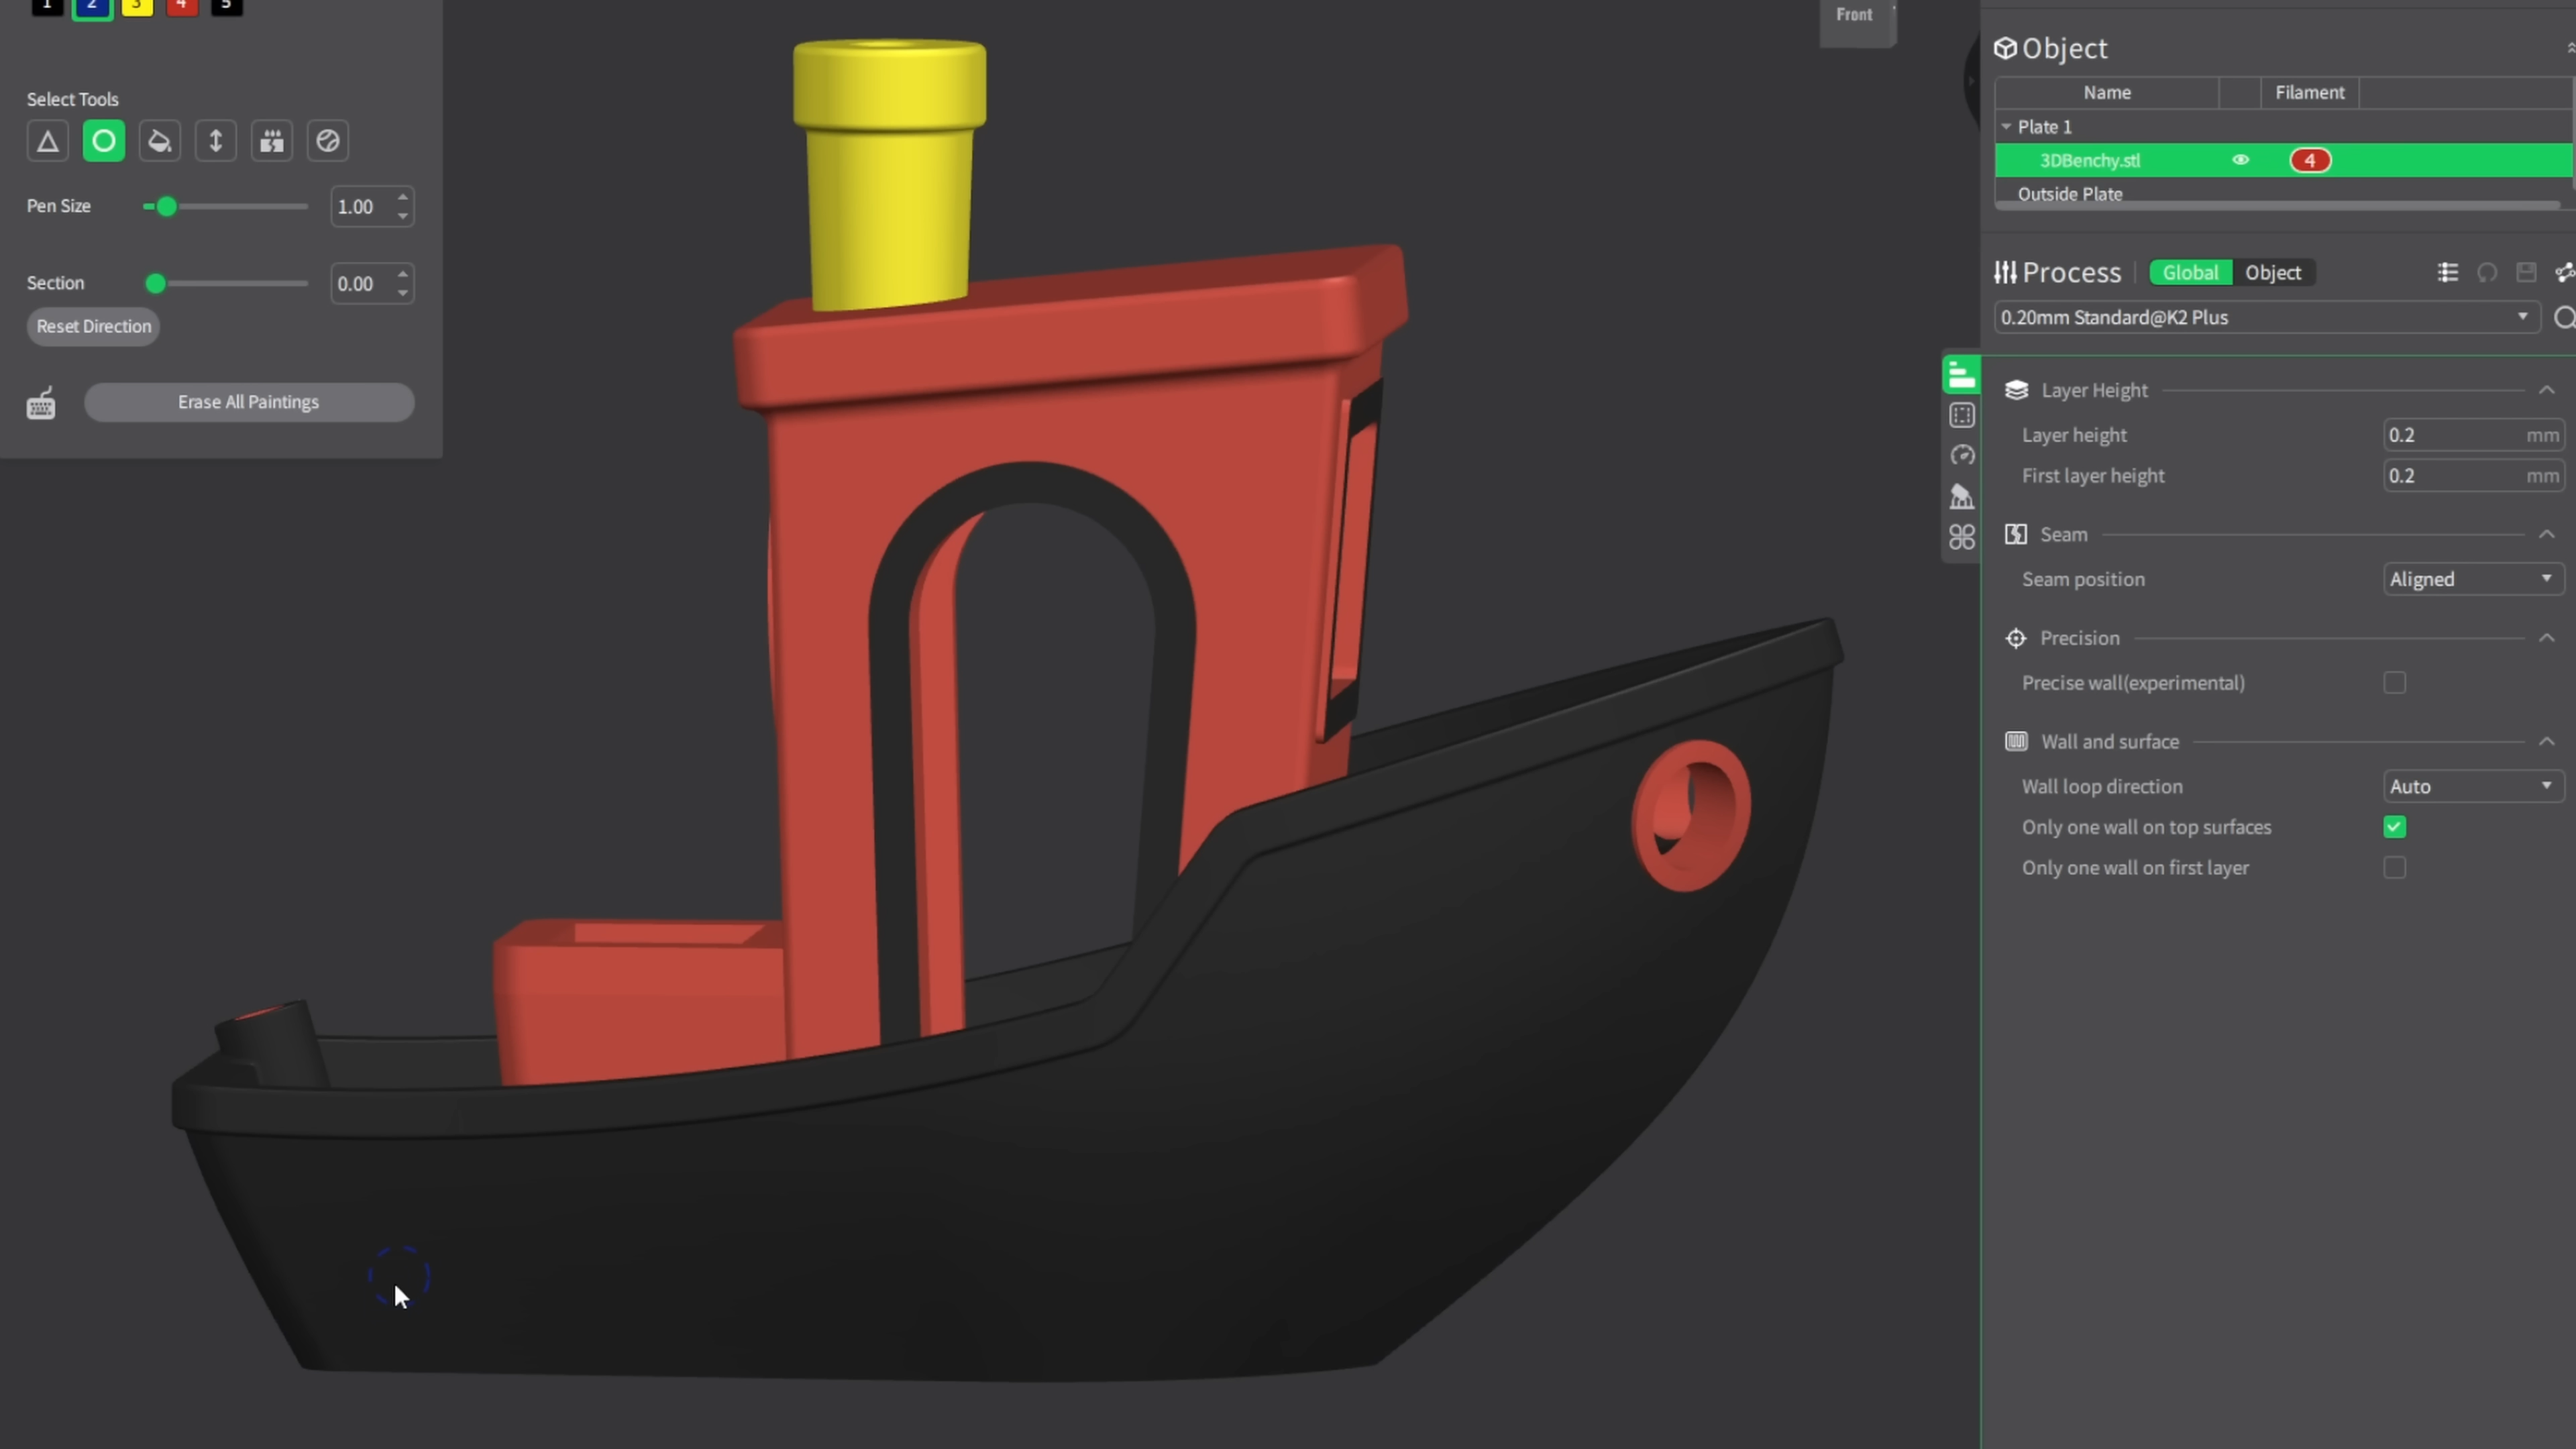 1 2 3 4 5
Front
Select Tools
Pen Size 1.00
Section 0.00
Reset Direction
Erase All Paintings
Object
Name Filament
Plate 1
3DBenchy.stl 4
Outside Plate
Process Global Object
0.20mm Standard@K2 Plus
Layer Height
Layer height 0.2 mm
First layer height 0.2 mm
Seam
Seam position Aligned
Precision
Precise wall(experimental)
Wall and surface
Wall loop direction Auto
Only one wall on top surfaces
Only one wall on first layer